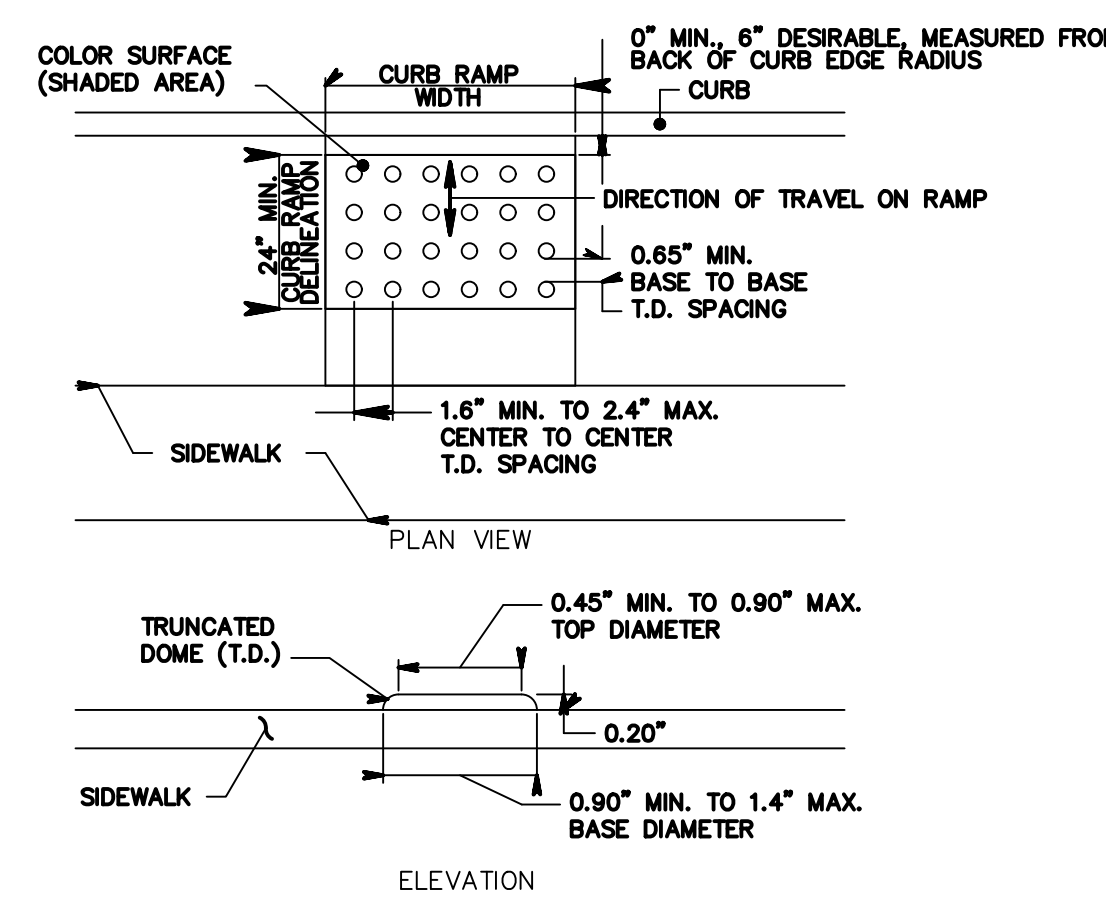 0" MIN., 6" DESIRABLE, MEASURED FRO
BACK OF CURB EDGE RADIUS
COLOR SURFACE
(SHADED AREA)
CURB RAMP
WIDTH
CURB
24" MIN.
CURB RAMP
DELINEATION
DIRECTION OF TRAVEL ON RAMP
0.65" MIN.
BASE TO BASE
T.D. SPACING
1.6" MIN. TO 2.4" MAX.
CENTER TO CENTER
T.D. SPACING
SIDEWALK
PLAN VIEW
0.45" MIN. TO 0.90" MAX.
TOP DIAMETER
TRUNCATED
DOME (T.D.)
0.20"
SIDEWALK
0.90" MIN. TO 1.4" MAX.
BASE DIAMETER
ELEVATION